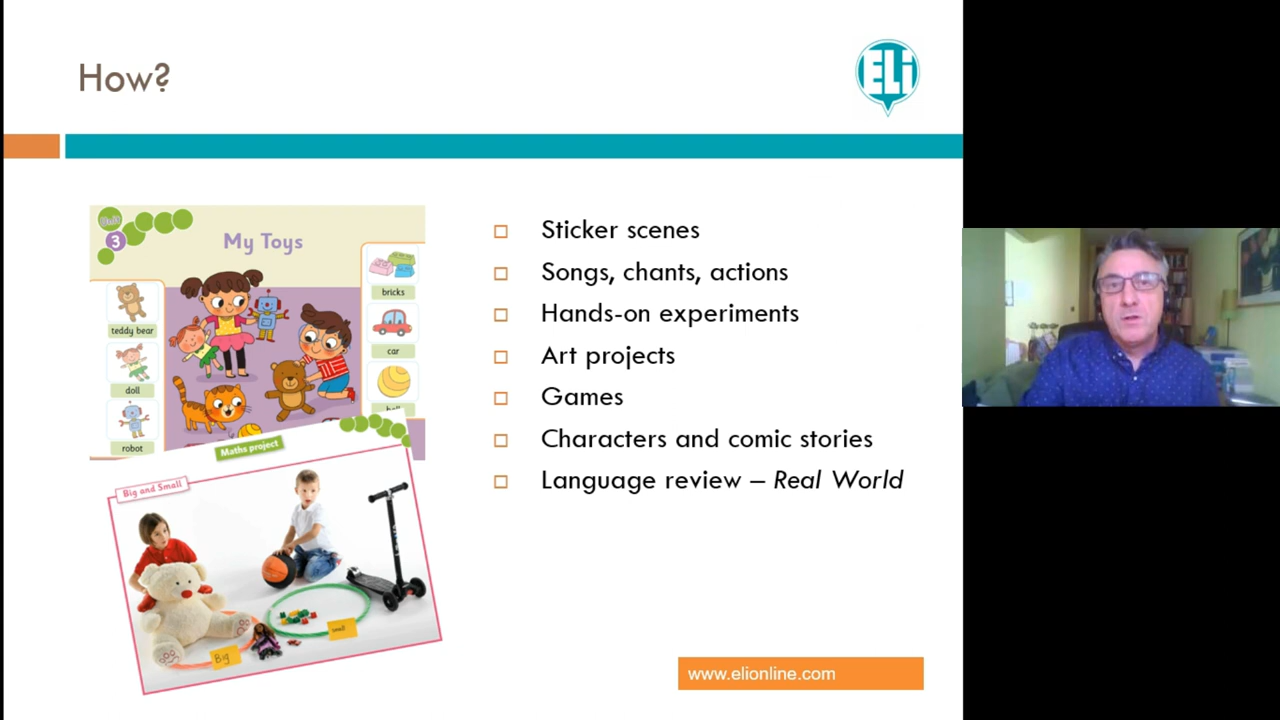 How?
ELi
Unit
3
My Toys
bricks
teddy bear
car
doll
robot
Maths project
Big and Small
Big
small
Sticker scenes
Songs, chants, actions
Hands-on experiments
Art projects
Games
Characters and comic stories
Language review – Real World
www.elionline.com